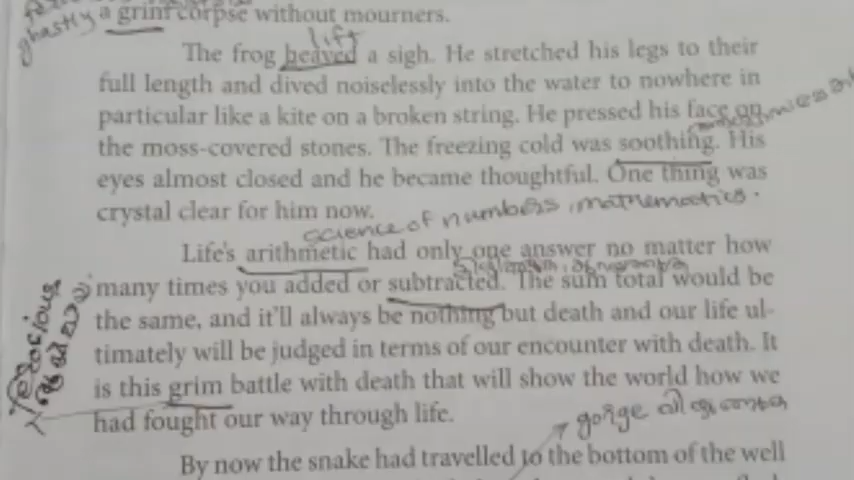 ghastly a grim corpse without mourners.
lift
The frog heaved a sigh. He stretched his legs to their
full length and dived noiselessly into the water to nowhere in
particular like a kite on a broken string. He pressed his face on
the moss-covered stones. The freezing cold was soothing. His
eyes almost closed and he became thoughtful. One thing was
crystal clear for him now.
science of numbers, mathematics.
Life's arithmetic had only one answer no matter how
many times you added or subtracted. The sum total would be
the same, and it'll always be nothing but death and our life ul-
timately will be judged in terms of our encounter with death. It
is this grim battle with death that will show the world how we
had fought our way through life.
ferocious
gorge
By now the snake had travelled to the bottom of the well